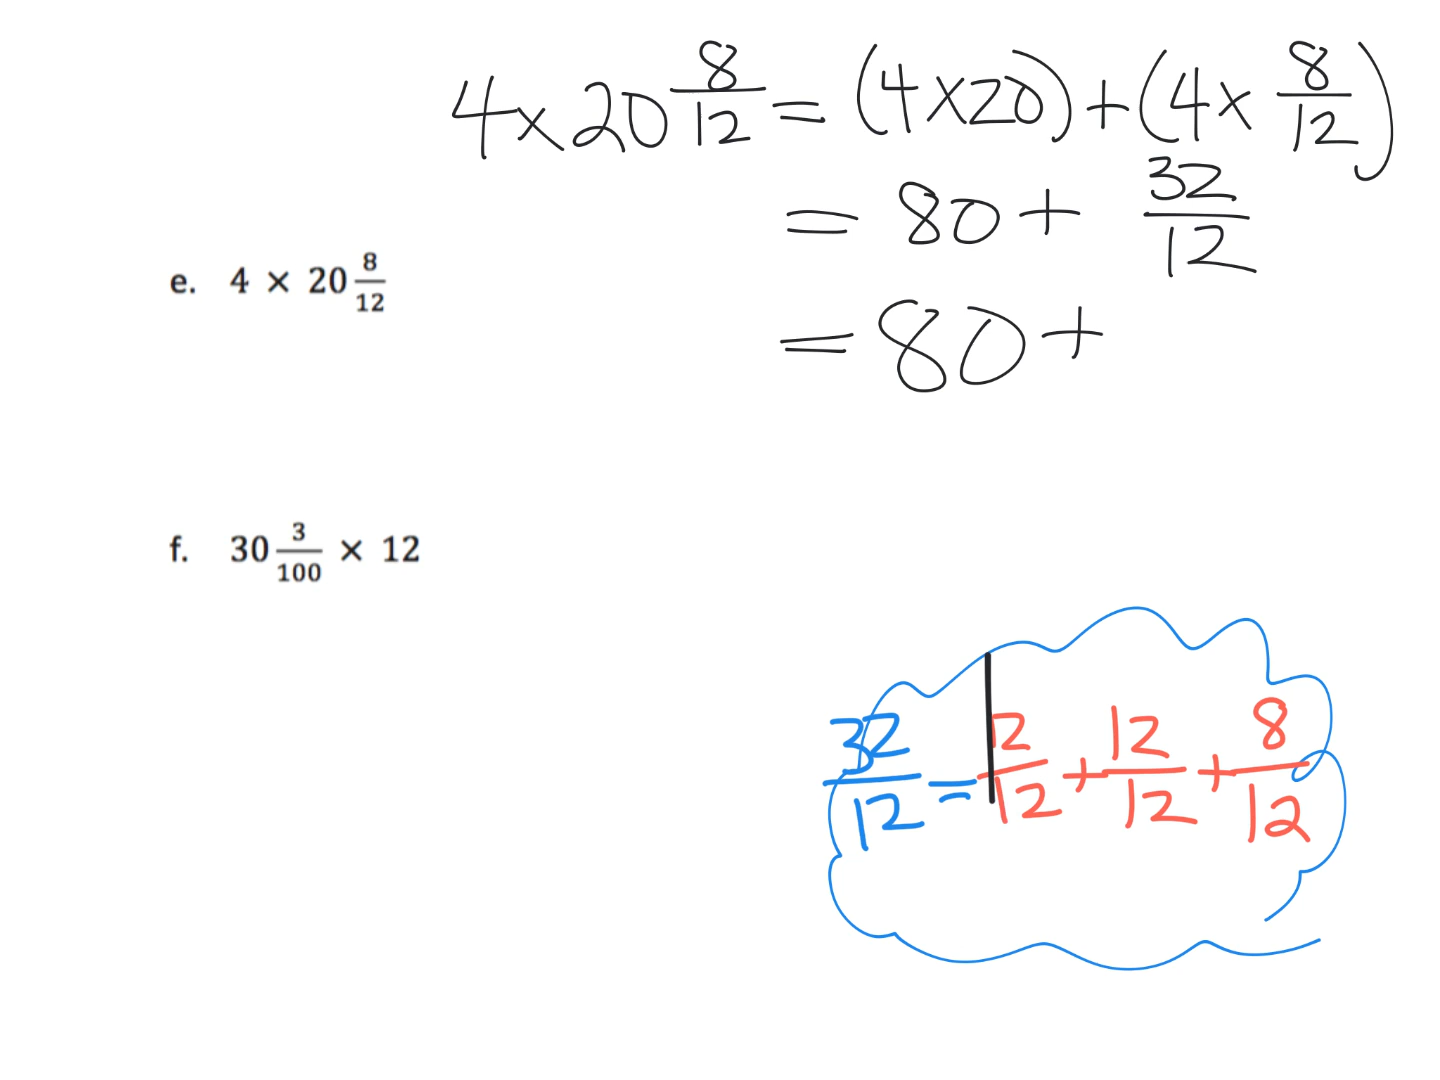 4 x 20 8/12 = (4 x 20) + (4 x 8/12)
= 80 + 32/12
e. 4 × 20 8/12
= 80 +
f. 30 3/100 × 12
32/12 = 12/12 + 12/12 + 8/12